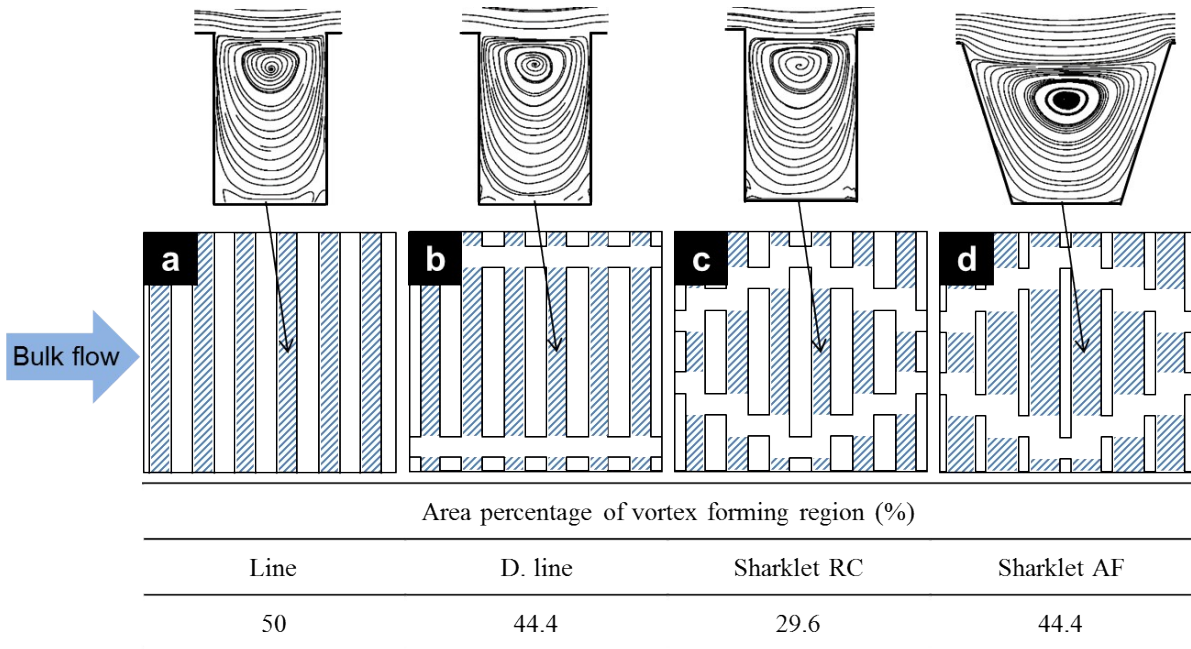 a
b
c
d
Bulk flow
Area percentage of vortex forming region (%)
Line D. line Sharklet RC Sharklet AF
50 44.4 29.6 44.4